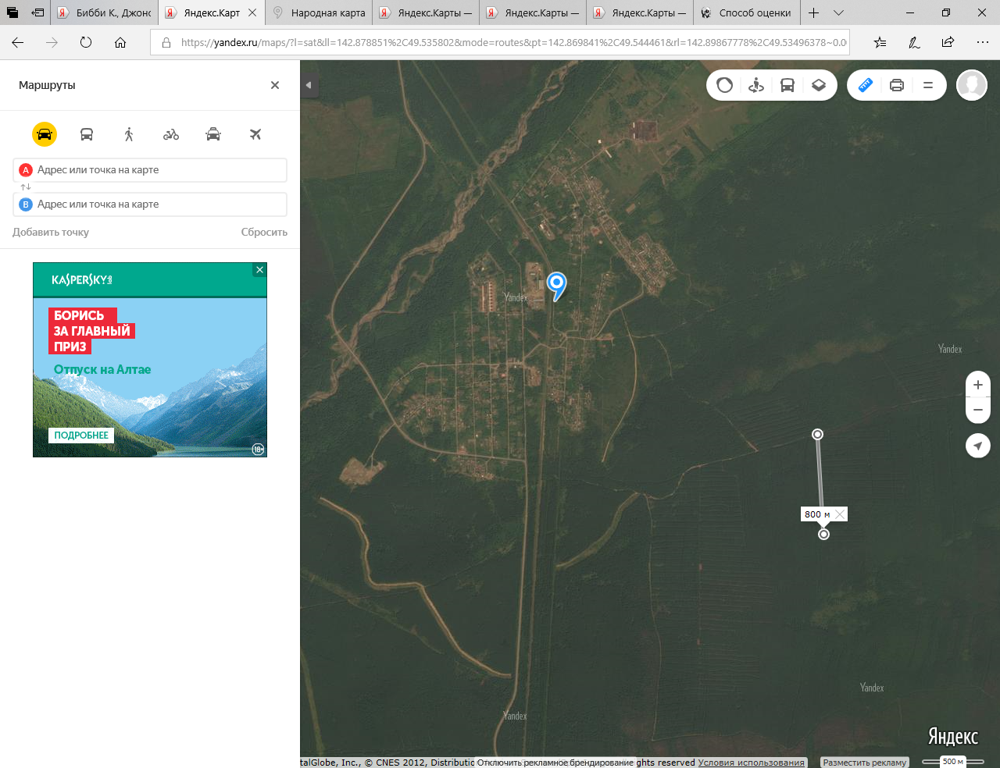 Бибби К., Джонс
Яндекс.Карт
Народная карта
Яндекс.Карты —
Яндекс.Карты —
Яндекс.Карты —
Способ оценки
https://yandex.ru/maps/?l=sat&ll=142.878851%2C49.535802&mode=routes&pt=142.869841%2C49.544461&rl=142.89867778%2C49.53496378~0.0
Маршруты
A Адрес или точка на карте
B Адрес или точка на карте
Добавить точку
Сбросить
KASPERSKY lab
БОРИСЬ
ЗА ГЛАВНЫЙ
ПРИЗ
Отпуск на Алтае
ПОДРОБНЕЕ
18+
Yandex
Yandex
800 м
Yandex
Yandex
Яндекс
talGlobe, Inc., © CNES 2012, Distributio
Отключить рекламное брендирование
ghts reserved
Условия использования
Разместить рекламу
500 м